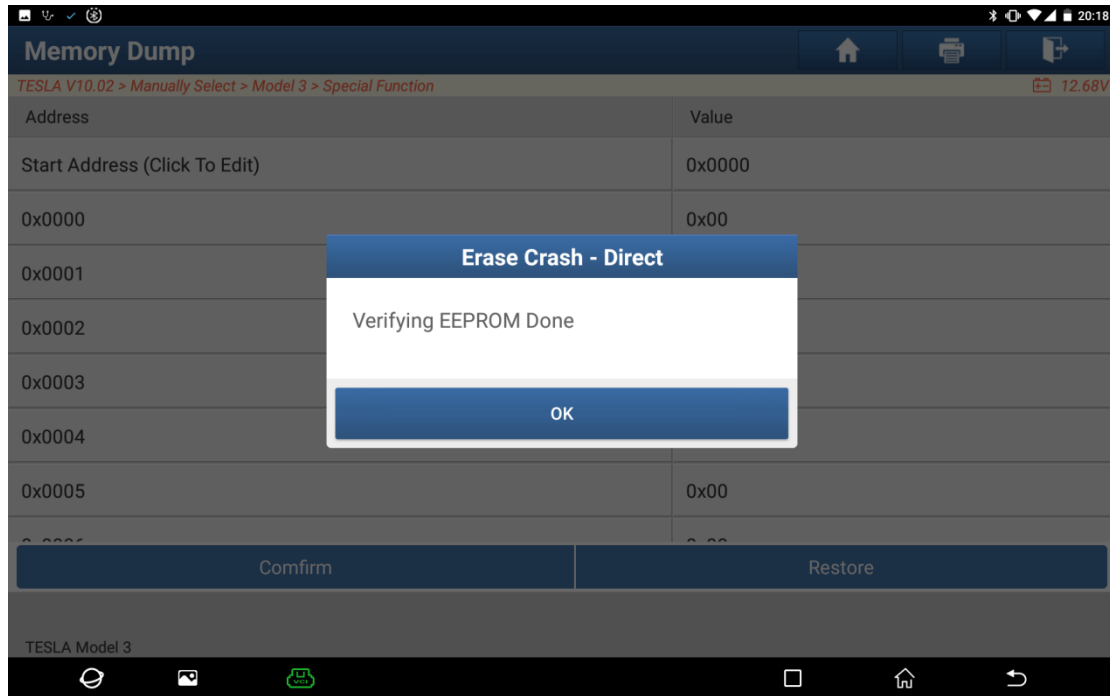 20:18
Memory Dump
TESLA V10.02 > Manually Select > Model 3 > Special Function
12.68V
Address Value
Start Address (Click To Edit) 0x0000
0x0000 0x00
Erase Crash - Direct
0x0001
Verifying EEPROM Done
0x0002
0x0003
OK
0x0004
0x0005 0x00
Comfirm Restore
TESLA Model 3
VCI